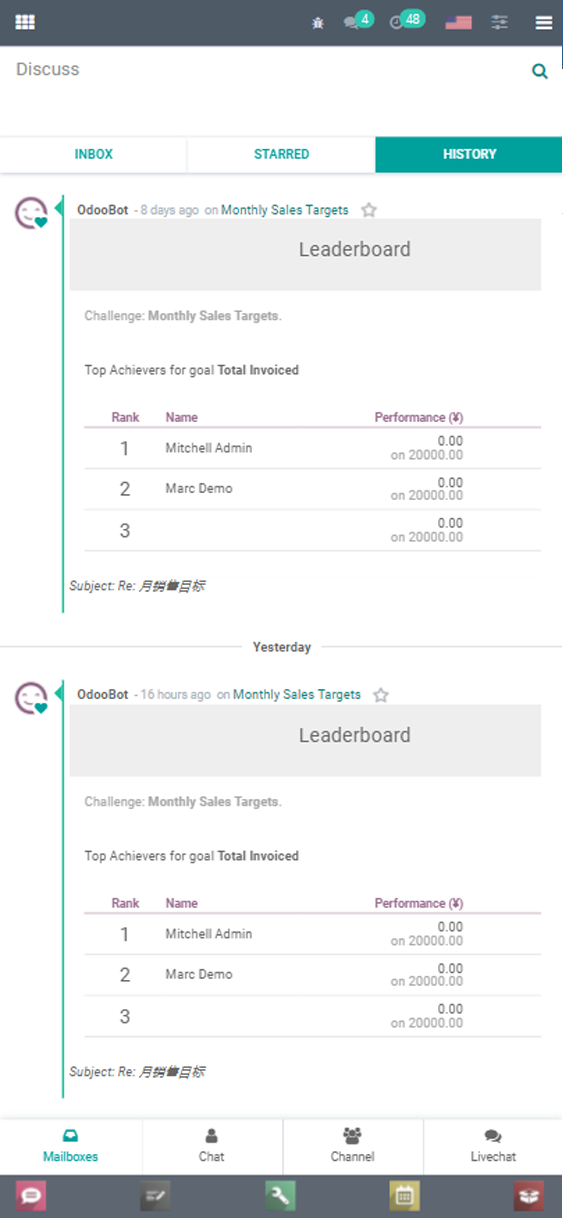 4 48
Discuss
INBOX STARRED HISTORY
OdooBot - 8 days ago on Monthly Sales Targets
Leaderboard
Challenge: Monthly Sales Targets.
Top Achievers for goal Total Invoiced
Rank Name Performance (¥)
1 Mitchell Admin 0.00
on 20000.00
2 Marc Demo 0.00
on 20000.00
3 0.00
on 20000.00
Subject: Re: 月销售目标
Yesterday
OdooBot - 16 hours ago on Monthly Sales Targets
Leaderboard
Challenge: Monthly Sales Targets.
Top Achievers for goal Total Invoiced
Rank Name Performance (¥)
1 Mitchell Admin 0.00
on 20000.00
2 Marc Demo 0.00
on 20000.00
3 0.00
on 20000.00
Subject: Re: 月销售目标
Mailboxes Chat Channel Livechat